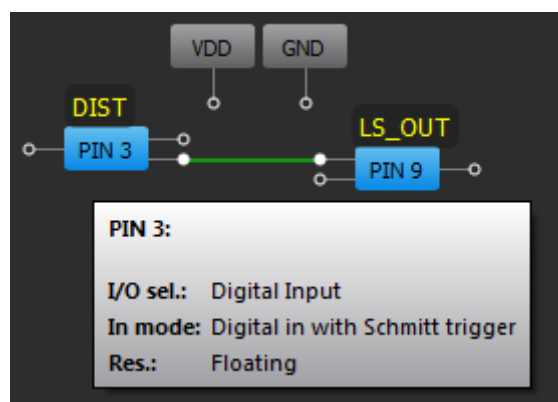 VDD GND
DIST
LS_OUT
PIN 3
PIN 9
PIN 3:
I/O sel.: Digital Input
In mode: Digital in with Schmitt trigger
Res.: Floating